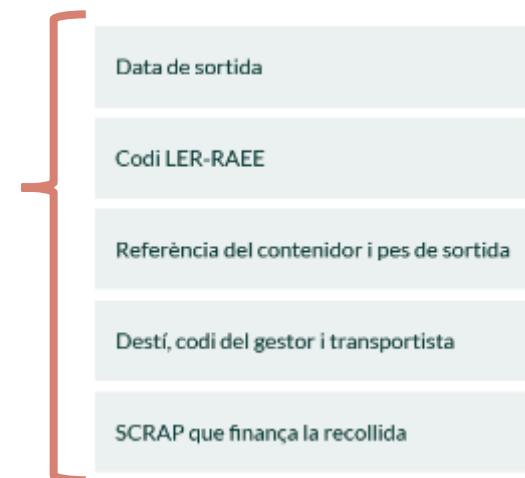 Data de sortida
Codi LER-RAEE
Referència del contenidor i pes de sortida
Destí, codi del gestor i transportista
SCRAP que finança la recollida